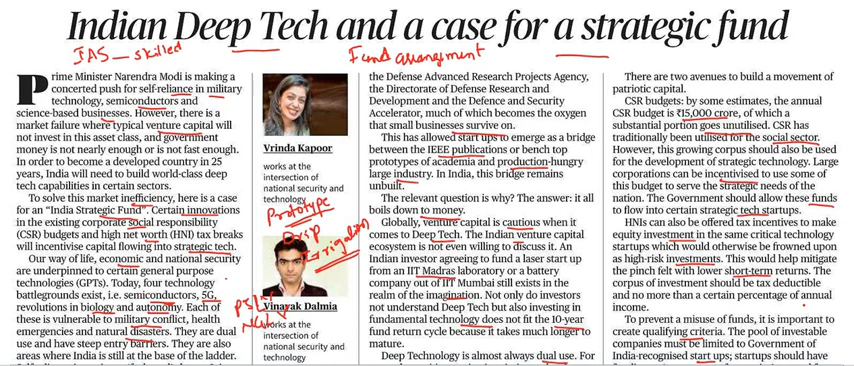 Indian Deep Tech and a case for a strategic fund
IAS – skilled
Fund arrangement
Prime Minister Narendra Modi is making a
concerted push for self-reliance in military
technology, semiconductors and
science-based businesses. However, there is a
market failure where typical venture capital will
not invest in this asset class, and government
money is not nearly enough or is not fast enough.
In order to become a developed country in 25
years, India will need to build world-class deep
tech capabilities in certain sectors.
To solve this market inefficiency, here is a case
for an “India Strategic Fund”. Certain innovations
in the existing corporate social responsibility
(CSR) budgets and high net worth (HNI) tax breaks
will incentivise capital flowing into strategic tech.
Our way of life, economic and national security
are underpinned to certain general purpose
technologies (GPTs). Today, four technology
battlegrounds exist, i.e. semiconductors, 5G,
revolutions in biology and autonomy. Each of
these is vulnerable to military conflict, health
emergencies and natural disasters. They are dual
use and have steep entry barriers. They are also
areas where India is still at the base of the ladder.
Vrinda Kapoor
works at the
intersection of
national security and
technology
Prototype
Drip
Irrigation
Vinayak Dalmia
works at the
intersection of
national security and
technology
the Defense Advanced Research Projects Agency,
the Directorate of Defense Research and
Development and the Defence and Security
Accelerator, much of which becomes the oxygen
that small businesses survive on.
This has allowed start ups to emerge as a bridge
between the IEEE publications or bench top
prototypes of academia and production-hungry
large industry. In India, this bridge remains
unbuilt.
The relevant question is why? The answer: it all
boils down to money.
Globally, venture capital is cautious when it
comes to Deep Tech. The Indian venture capital
ecosystem is not even willing to discuss it. An
Indian investor agreeing to fund a laser start up
from an IIT Madras laboratory or a battery
company out of IIT Mumbai still exists in the
realm of the imagination. Not only do investors
not understand Deep Tech but also investing in
fundamental technology does not fit the 10-year
fund return cycle because it takes much longer to
mature.
Deep Technology is almost always dual use. For
There are two avenues to build a movement of
patriotic capital.
CSR budgets: by some estimates, the annual
CSR budget is ₹15,000 crore, of which a
substantial portion goes unutilised. CSR has
traditionally been utilised for the social sector.
However, this growing corpus should also be used
for the development of strategic technology. Large
corporations can be incentivised to use some of
this budget to serve the strategic needs of the
nation. The Government should allow these funds
to flow into certain strategic tech startups.
HNIs can also be offered tax incentives to make
equity investment in the same critical technology
startups which would otherwise be frowned upon
as high-risk investments. This would help mitigate
the pinch felt with lower short-term returns. The
corpus of investment should be tax deductible
and no more than a certain percentage of annual
income.
To prevent a misuse of funds, it is important to
create qualifying criteria. The pool of investable
companies must be limited to Government of
India-recognised start ups; startups should have